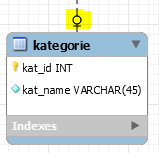 kategorie
kat_id INT
kat_name VARCHAR(45)
Indexes